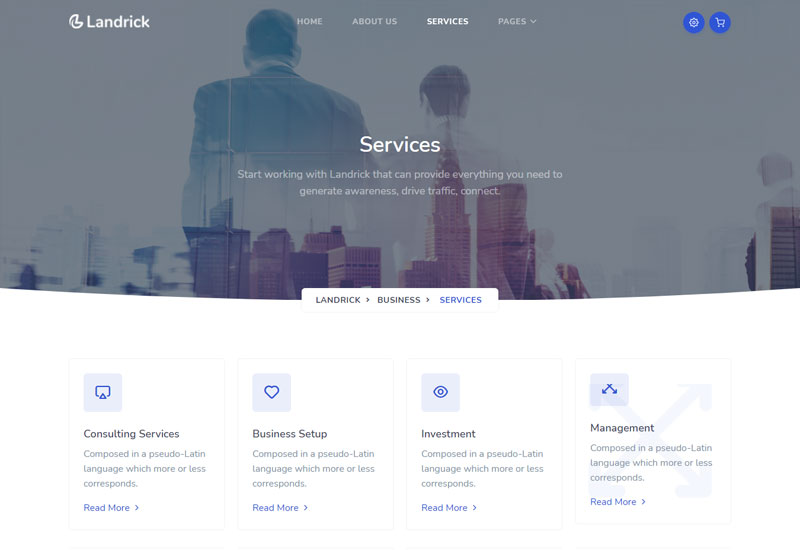 Landrick
HOME
ABOUT US
SERVICES
PAGES
Services
Start working with Landrick that can provide everything you need to
generate awareness, drive traffic, connect.
LANDRICK > BUSINESS > SERVICES
Consulting Services
Composed in a pseudo-Latin
language which more or less
corresponds.
Read More >
Business Setup
Composed in a pseudo-Latin
language which more or less
corresponds.
Read More >
Investment
Composed in a pseudo-Latin
language which more or less
corresponds.
Read More >
Management
Composed in a pseudo-Latin
language which more or less
corresponds.
Read More >